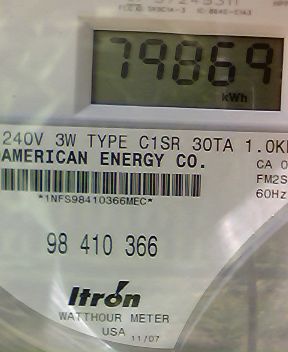 79869
kWh
240V 3W TYPE C1SR 30TA 1.0K
AMERICAN ENERGY CO.
CA 0
FM2S
60Hz
*1NFS98410366MEC*
98 410 366
Itrón
WATTHOUR METER
USA 11/07